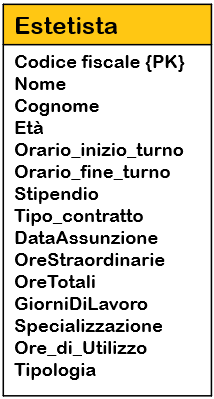 Estetista
Codice fiscale {PK}
Nome
Cognome
Età
Orario_inizio_turno
Orario_fine_turno
Stipendio
Tipo_contratto
DataAssunzione
OreStraordinarie
OreTotali
GiorniDiLavoro
Specializzazione
Ore_di_Utilizzo
Tipologia